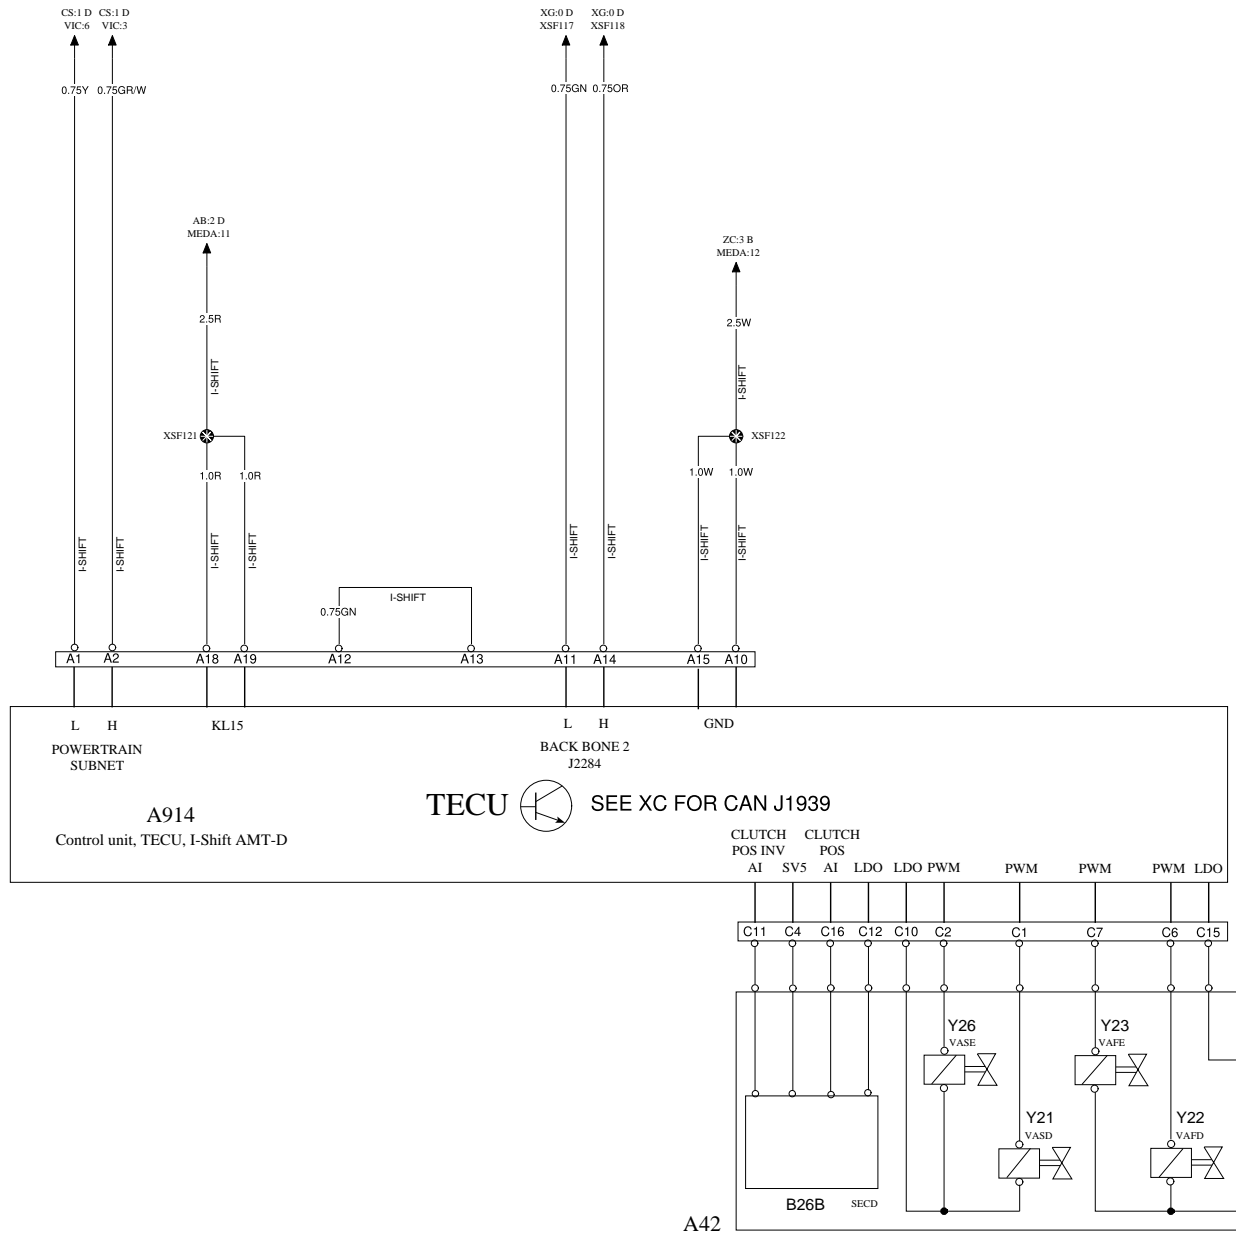 CS:1 D CS:1 D XG:0 D XG:0 D
VIC:6 VIC:3 XSF117 XSF118
0.75Y 0.75GR/W 0.75GN 0.75OR
AB:2 D
MEDA:11
ZC:3 B
MEDA:12
2.5R 2.5W
I-SHIFT I-SHIFT
XSF121 XSF122
1.0R 1.0R 1.0W 1.0W
I-SHIFT I-SHIFT I-SHIFT I-SHIFT I-SHIFT I-SHIFT I-SHIFT I-SHIFT
I-SHIFT
0.75GN
A1 A2 A18 A19 A12 A13 A11 A14 A15 A10
L H KL15 L H GND
POWERTRAIN
SUBNET
BACK BONE 2
J2284
A914
Control unit, TECU, I-Shift AMT-D
TECU SEE XC FOR CAN J1939
CLUTCH CLUTCH
POS INV POS
AI SV5 AI LDO LDO PWM PWM PWM PWM LDO
C11 C4 C16 C12 C10 C2 C1 C7 C6 C15
Y26 Y23
VASE VAFE
Y21 Y22
VASD VAFD
B26B SECD
A42